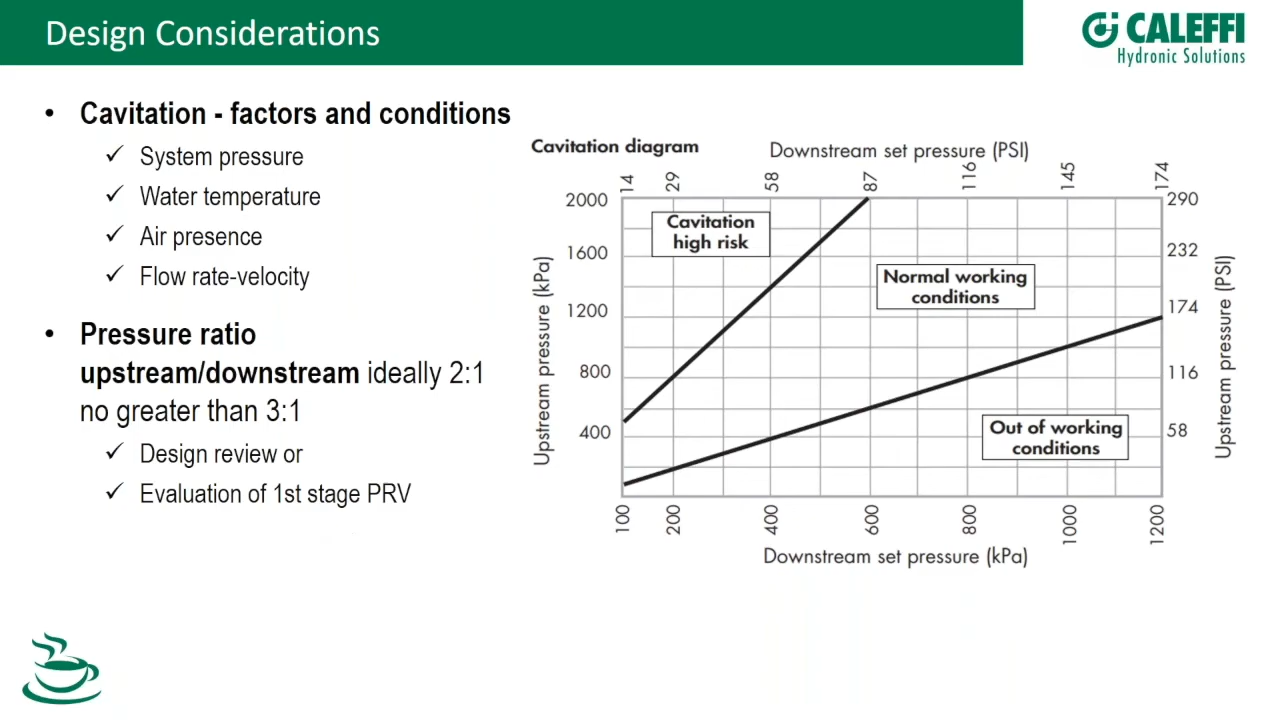 Design Considerations
CALEFFI
Hydronic Solutions
• Cavitation - factors and conditions
✓ System pressure
✓ Water temperature
✓ Air presence
✓ Flow rate-velocity
• Pressure ratio
upstream/downstream ideally 2:1
no greater than 3:1
✓ Design review or
✓ Evaluation of 1st stage PRV
Cavitation diagram
Downstream set pressure (PSI)
14 29 58 87 116 145 174
Upstream pressure (kPa)
2000
1600
1200
800
400
Cavitation
high risk
Normal working
conditions
Out of working
conditions
290
232
174
116
58
Upstream pressure (PSI)
100 200 400 600 800 1000 1200
Downstream set pressure (kPa)